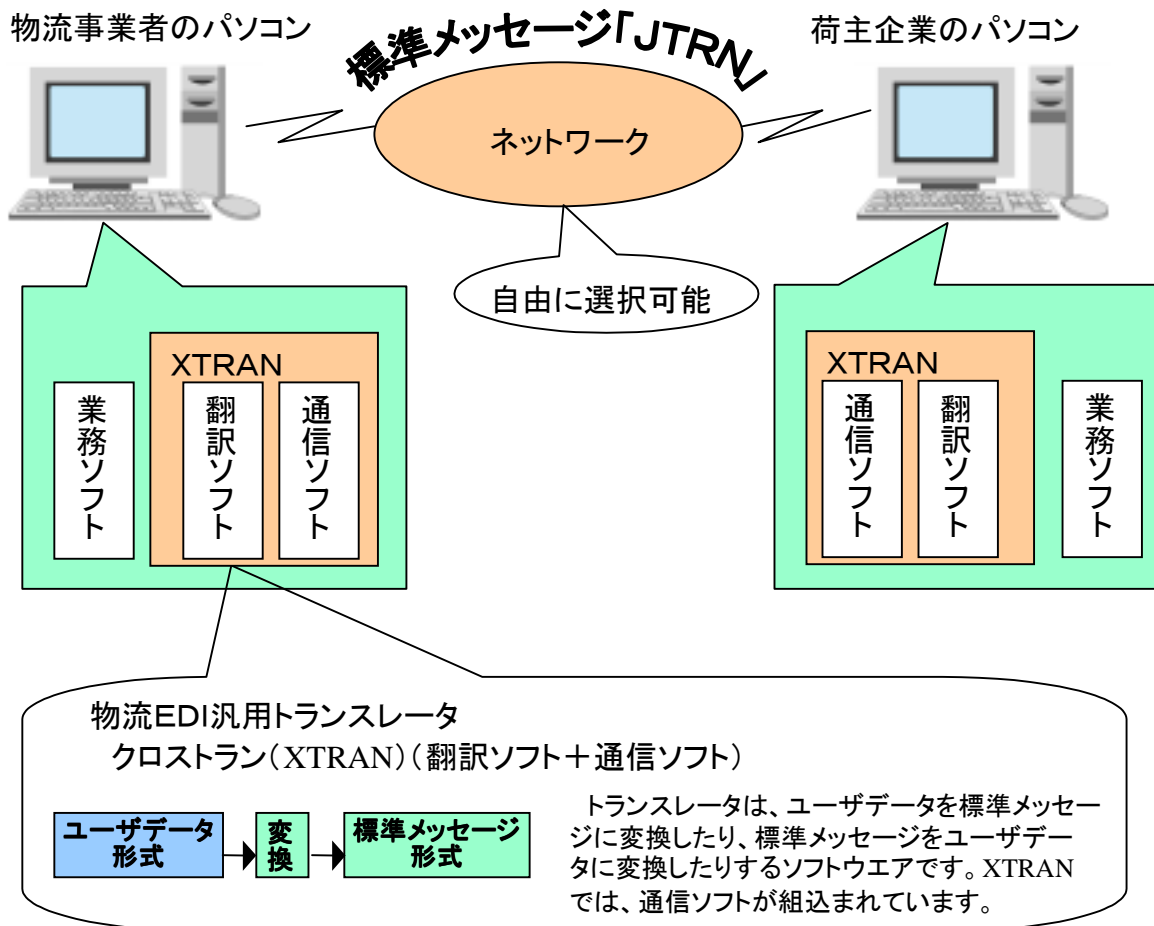 物流事業者のパソコン
標準メッセージ「JTRN」
荷主企業のパソコン
ネットワーク
自由に選択可能
XTRAN
業務ソフト
翻訳ソフト
通信ソフト
XTRAN
通信ソフト
翻訳ソフト
業務ソフト
物流EDI汎用トランスレータ
クロストラン(XTRAN)(翻訳ソフト+通信ソフト)
ユーザデータ
形式
変
換
標準メッセージ
形式
トランスレータは、ユーザデータを標準メッセー
ジに変換したり、標準メッセージをユーザデー
タに変換したりするソフトウエアです。XTRAN
では、通信ソフトが組込まれています。